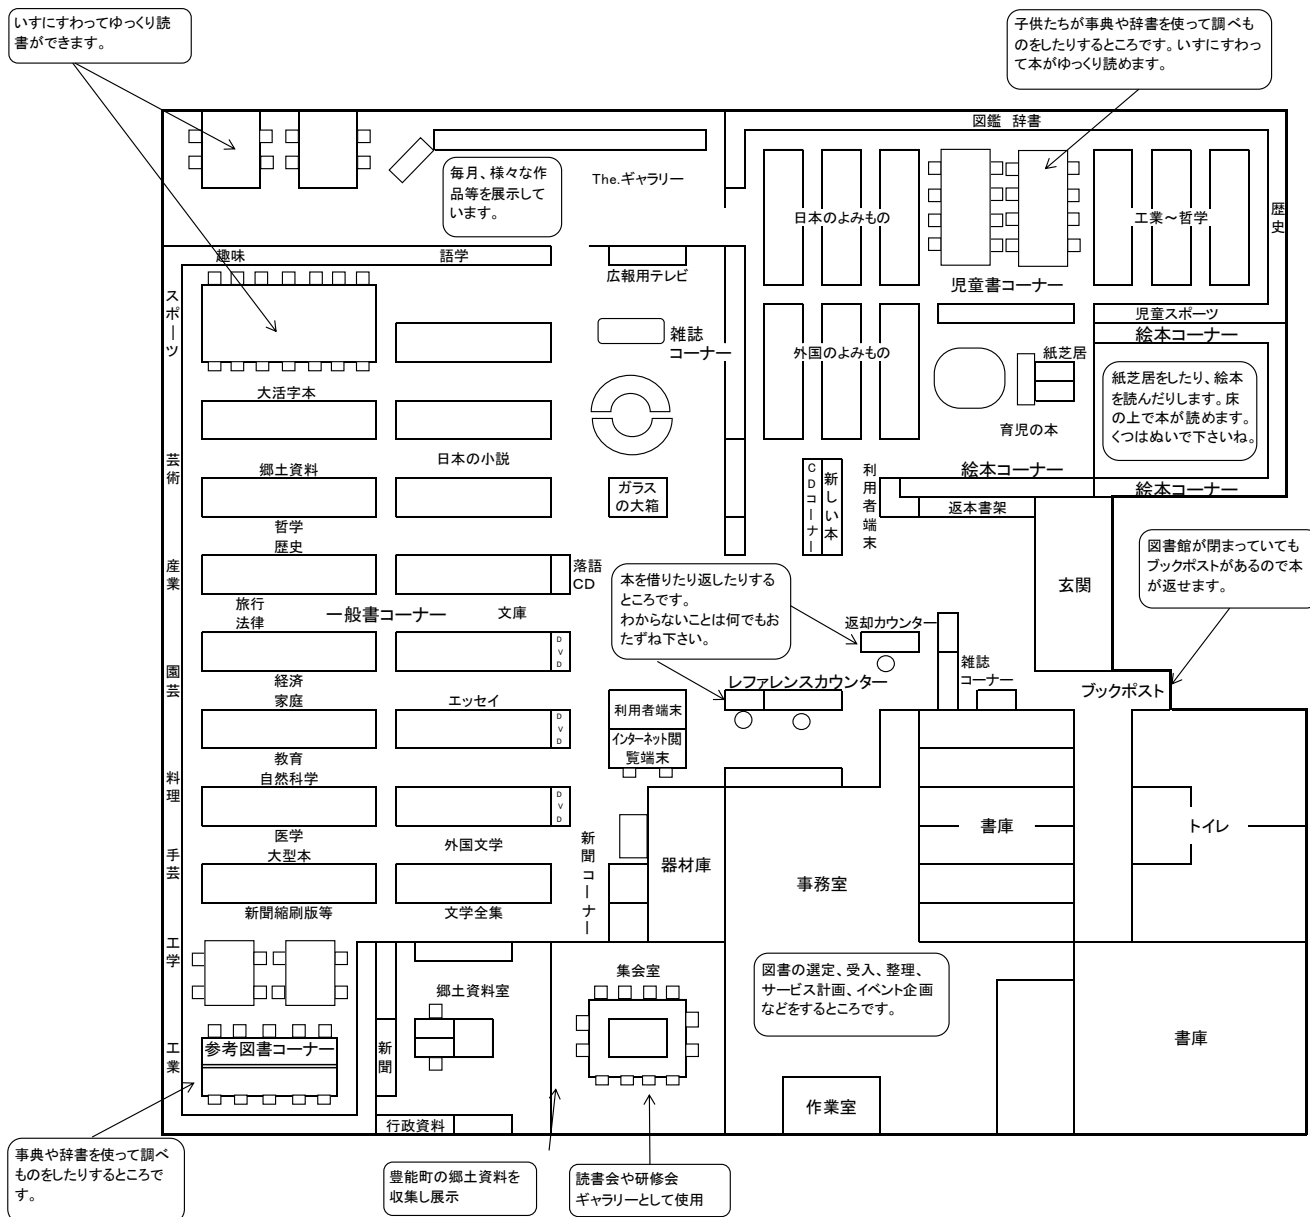 いすにすわってゆっくり読
書ができます。
子供たちが事典や辞書を使って調べも
のをしたりするところです。いすにすわっ
て本がゆっくり読めます。
図鑑 辞書
毎月、様々な作
品等を展示して
います。
The.ギャラリー
日本のよみもの
工業～哲学
歴史
趣味
語学
広報用テレビ
児童書コーナー
スポーツ
児童スポーツ
絵本コーナー
雑誌
コーナー
外国のよみもの
紙芝居
紙芝居をしたり、絵本
を読んだりします。床
の上で本が読めます。
くつはぬいで下さいね。
大活字本
育児の本
芸術
郷土資料
日本の小説
ガラス
の大箱
CDコーナー
新しい本
利用者端末
絵本コーナー
絵本コーナー
返本書架
哲学
歴史
図書館が閉まっていても
ブックポストがあるので本
が返せます。
産業
落語
CD
本を借りたり返したりする
ところです。
わからないことは何でもお
たずね下さい。
玄関
旅行
法律
一般書コーナー
文庫
返却カウンター
DVD
園芸
経済
家庭
エッセイ
レファレンスカウンター
雑誌
コーナー
ブックポスト
利用者端末
インターネット閲
覧端末
DVD
教育
自然科学
料理
DVD
医学
大型本
外国文学
新聞コーナー
器材庫
事務室
書庫
トイレ
手芸
新聞縮刷版等
文学全集
工学
郷土資料室
集会室
図書の選定、受入、整理、
サービス計画、イベント企画
などをするところです。
工業
参考図書コーナー
新聞
書庫
作業室
行政資料
事典や辞書を使って調べ
ものをしたりするところで
す。
豊能町の郷土資料を
収集し展示
読書会や研修会
ギャラリーとして使用